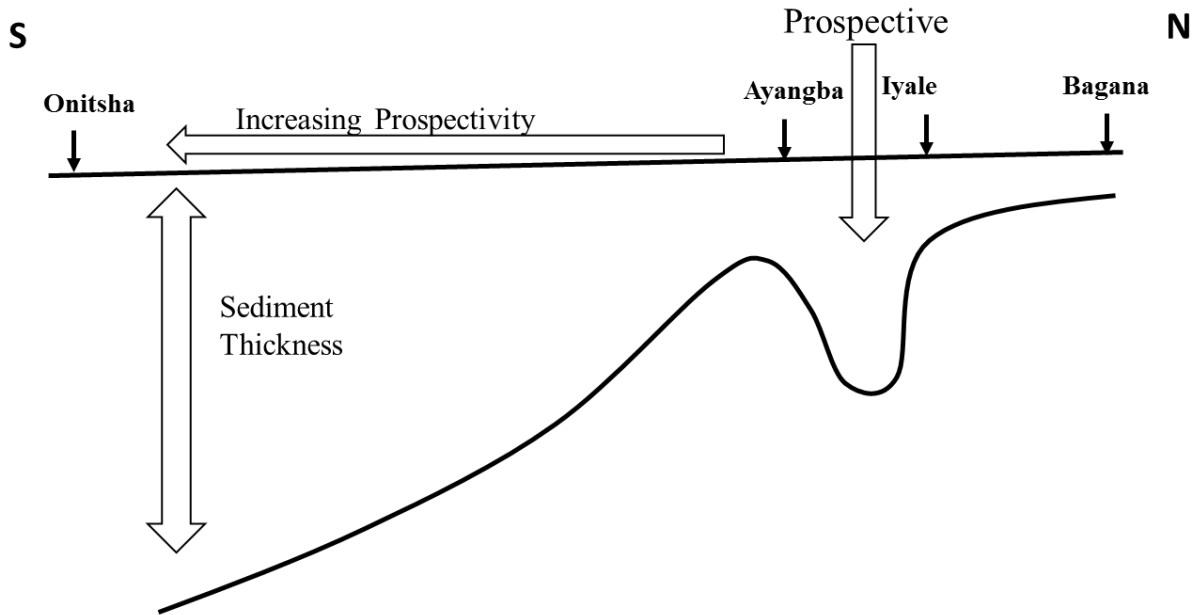 S
Prospective
N
Onitsha
Increasing Prospectivity
Ayangba
Iyale
Bagana
Sediment
Thickness